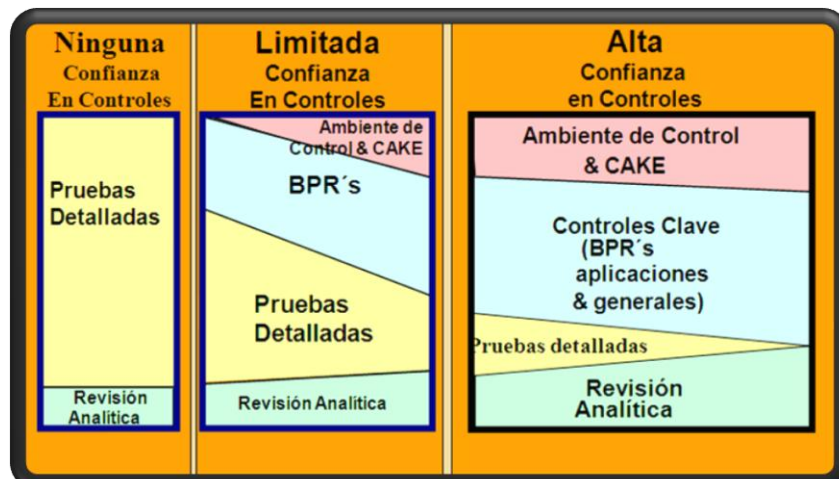 Ninguna
Confianza
En Controles
Pruebas
Detalladas
Revisión
Analítica
Limitada
Confianza
En Controles
Ambiente de
Control & CAKE
BPR´s
Pruebas
Detalladas
Revisión Analítica
Alta
Confianza
en Controles
Ambiente de Control
& CAKE
Controles Clave
(BPR´s
aplicaciones
& generales)
Pruebas detalladas
Revisión
Analítica